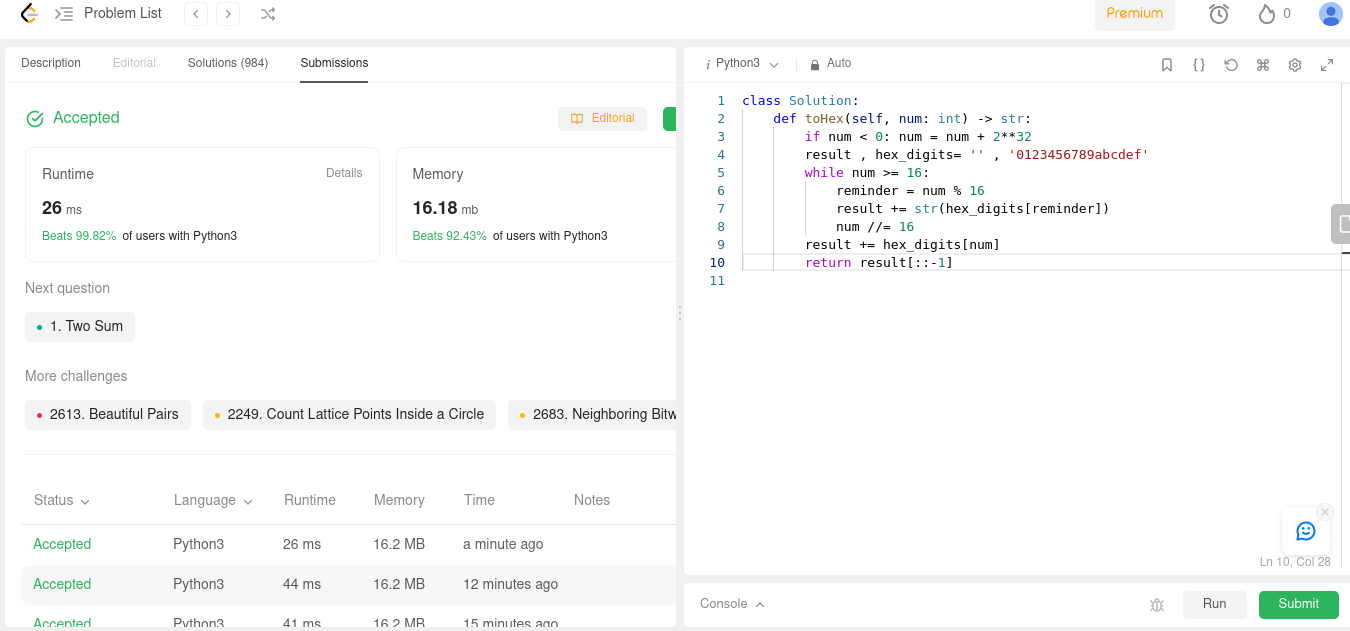 Problem List
Premium
0
Description Editorial Solutions (984) Submissions
Accepted
Editorial
Runtime Details
26 ms
Beats 99.82% of users with Python3
Memory
16.18 mb
Beats 92.43% of users with Python3
Next question
1. Two Sum
More challenges
2613. Beautiful Pairs
2249. Count Lattice Points Inside a Circle
2683. Neighboring Bitw
Status Language Runtime Memory Time Notes
Accepted Python3 26 ms 16.2 MB a minute ago
Accepted Python3 44 ms 16.2 MB 12 minutes ago
Accepted Python3 41 ms 16.2 MB 15 minutes ago
i Python3 Auto
1 class Solution:
2     def toHex(self, num: int) -> str:
3         if num < 0: num = num + 2**32
4         result , hex_digits= '' , '0123456789abcdef'
5         while num >= 16:
6             reminder = num % 16
7             result += str(hex_digits[reminder])
8             num //= 16
9         result += hex_digits[num]
10         return result[::-1]
11
Ln 10, Col 28
Console Run Submit